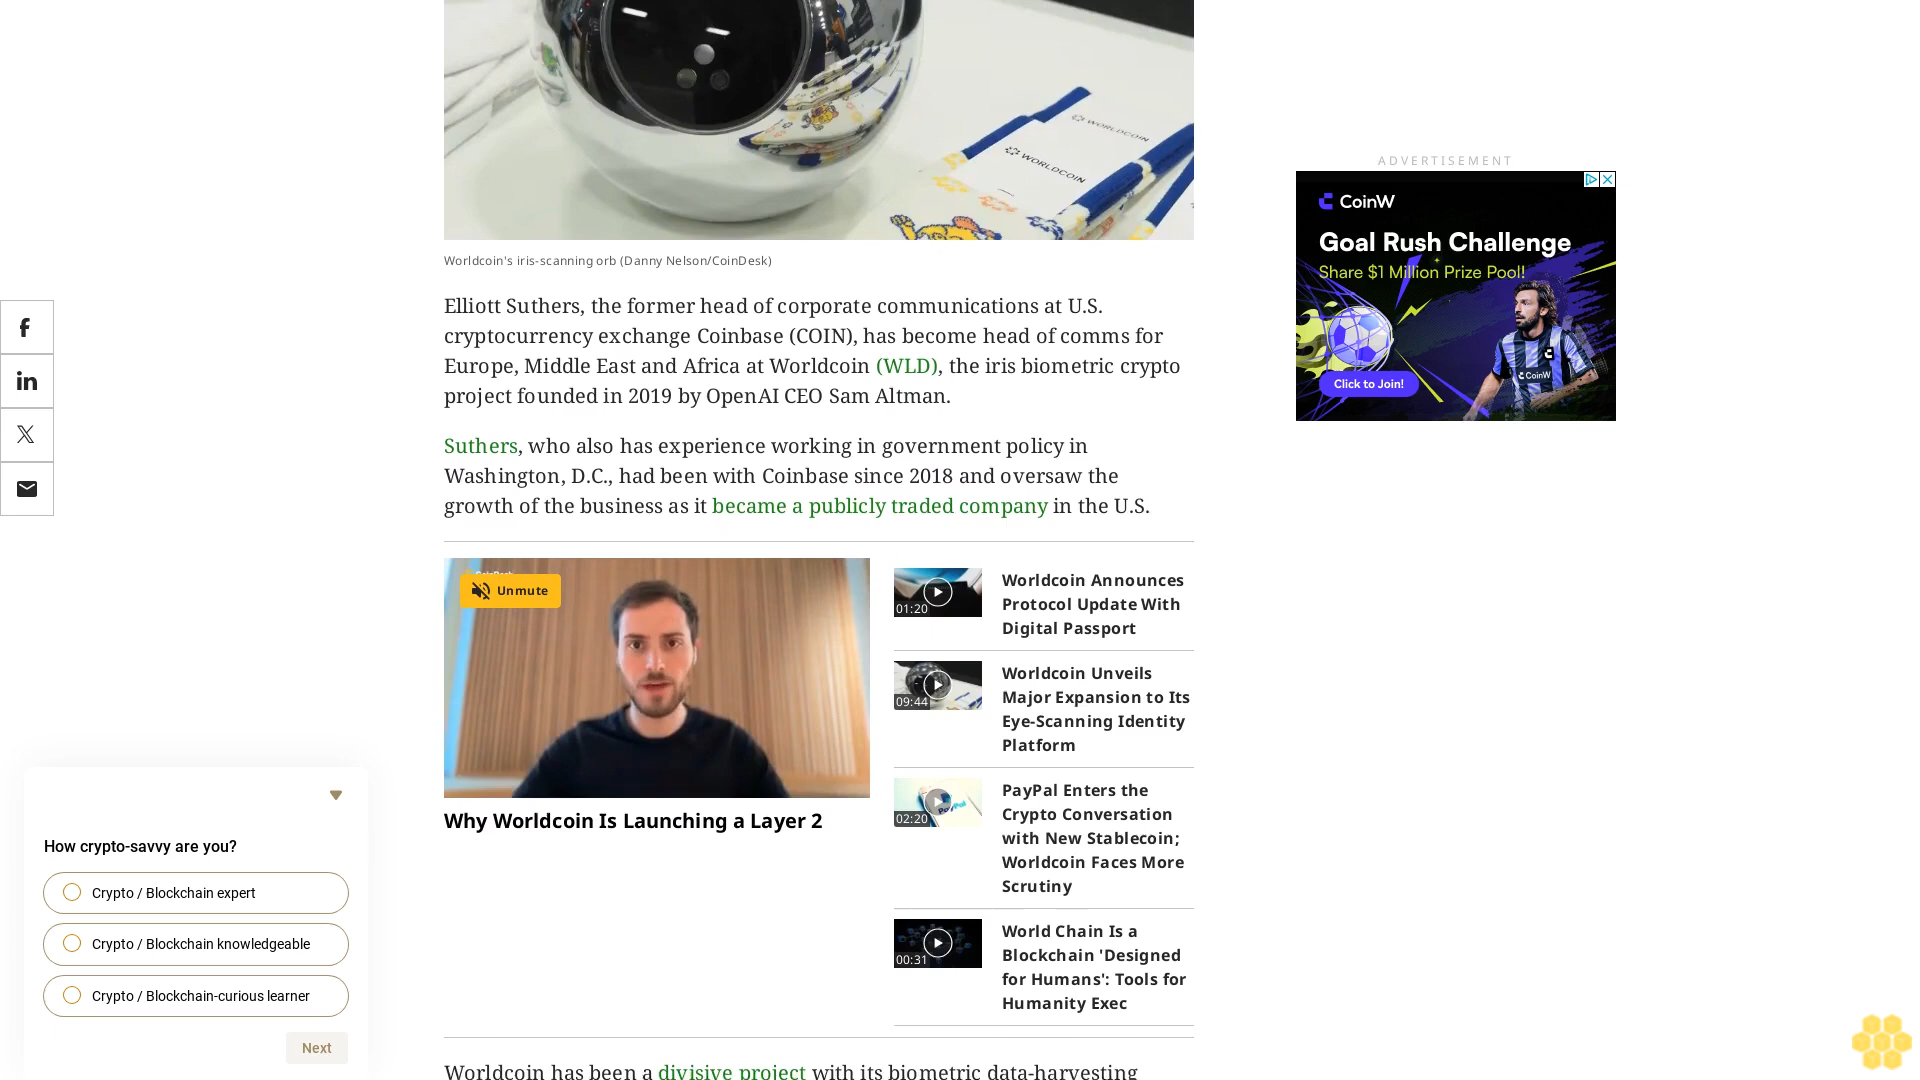 WORLDCOIN
WORLDCOIN
ADVERTISEMENT
CoinW
Goal Rush Challenge
Share $1 Million Prize Pool!
CoinW
Click to Join!
Worldcoin's iris-scanning orb (Danny Nelson/CoinDesk)
Elliott Suthers, the former head of corporate communications at U.S.
cryptocurrency exchange Coinbase (COIN), has become head of comms for
Europe, Middle East and Africa at Worldcoin (WLD), the iris biometric crypto
project founded in 2019 by OpenAI CEO Sam Altman.
Suthers, who also has experience working in government policy in
Washington, D.C., had been with Coinbase since 2018 and oversaw the
growth of the business as it became a publicly traded company in the U.S.
Unmute
Why Worldcoin Is Launching a Layer 2
01:20
Worldcoin Announces
Protocol Update With
Digital Passport
09:44
Worldcoin Unveils
Major Expansion to Its
Eye-Scanning Identity
Platform
PayPal
02:20
PayPal Enters the
Crypto Conversation
with New Stablecoin;
Worldcoin Faces More
Scrutiny
00:31
World Chain Is a
Blockchain 'Designed
for Humans': Tools for
Humanity Exec
How crypto-savvy are you?
Crypto / Blockchain expert
Crypto / Blockchain knowledgeable
Crypto / Blockchain-curious learner
Next
Worldcoin has been a divisive project with its biometric data-harvesting